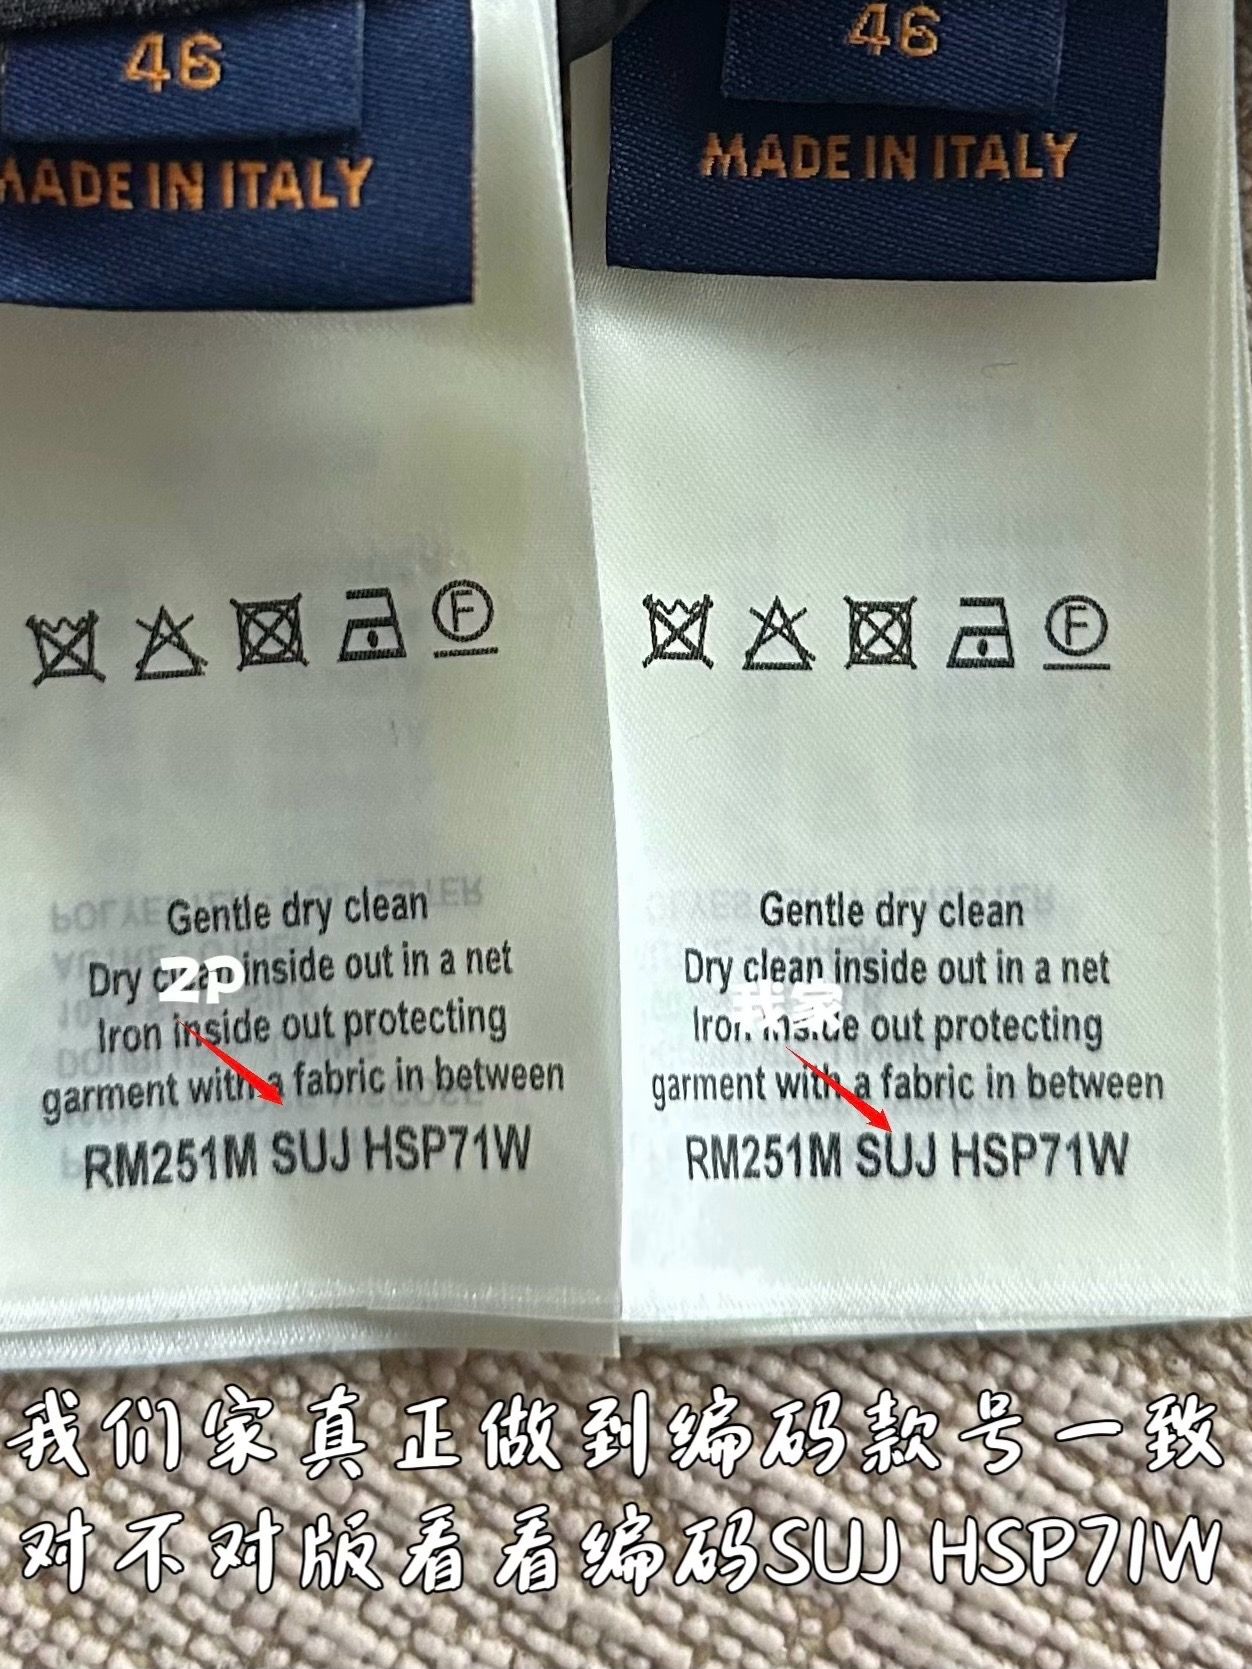 46
MADE IN ITALY
F
Gentle dry clean
Dry clean inside out in a net
Iron inside out protecting
garment with a fabric in between
RM251M SUJ HSP71W
2P
46
MADE IN ITALY
F
Gentle dry clean
Dry clean inside out in a net
Iron inside out protecting
garment with a fabric in between
RM251M SUJ HSP71W
我家
我们家真正做到编码款号一致
对不对版看看编码SUJ HSP71W